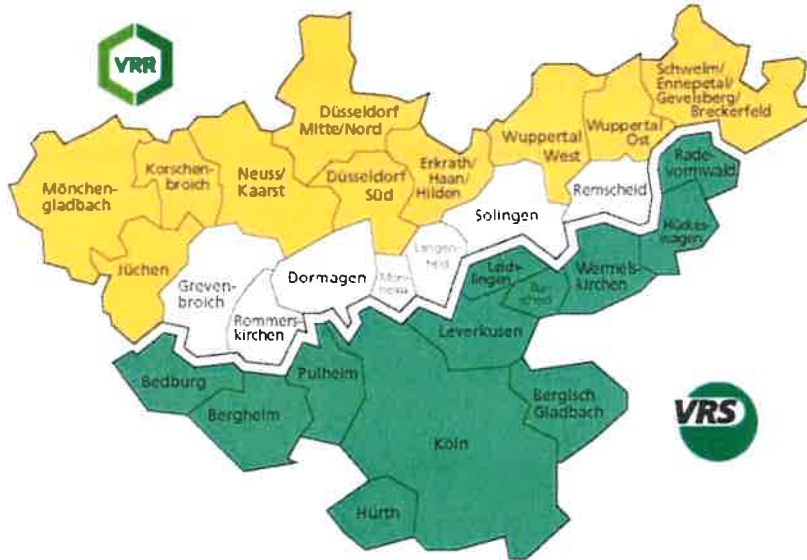 VRR
Schwelm/
Ennepetal/
Gevelsberg/
Breckerfeld
Düsseldorf
Mitte/Nord
Wuppertal
West
Wuppertal
Ost
Rade-
vormwald
Mönchen-
gladbach
Korschen-
broich
Neuss/
Kaarst
Düsseldorf
Süd
Erkrath/
Haan/
Hilden
Solingen
Remscheid
Hückes-
wagen
Jüchen
Greven-
broich
Rommers-
kirchen
Dormagen
Langen-
feld
Leich-
lingen
Wermels-
kirchen
Leverkusen
Bedburg
Bergheim
Pulheim
Köln
Bergisch
Gladbach
Hürth
VRS